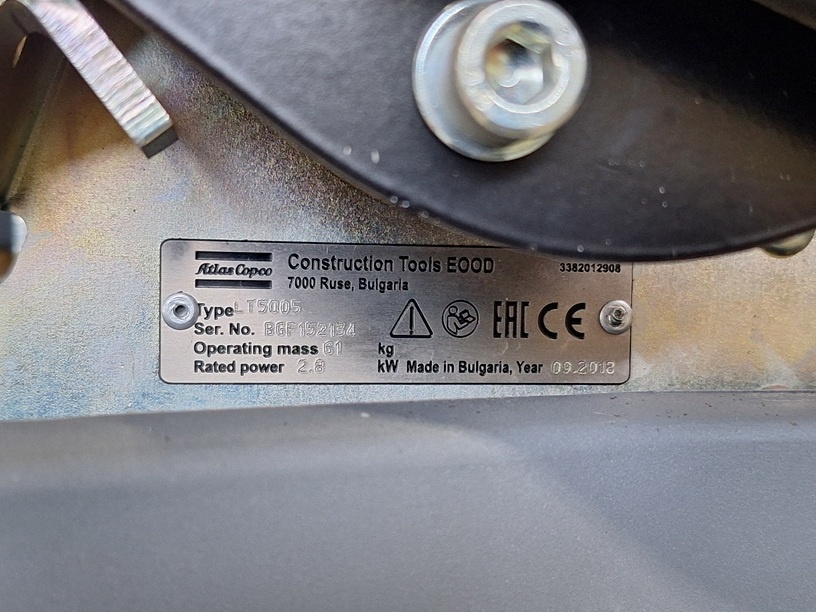 Atlas Copco
Construction Tools EOOD
3382012908
7000 Ruse, Bulgaria
Type LT5005
Ser. No. BGF152134
Operating mass 61 kg
Rated power 2.8 kW
Made in Bulgaria, Year 09.2018
EAC CE